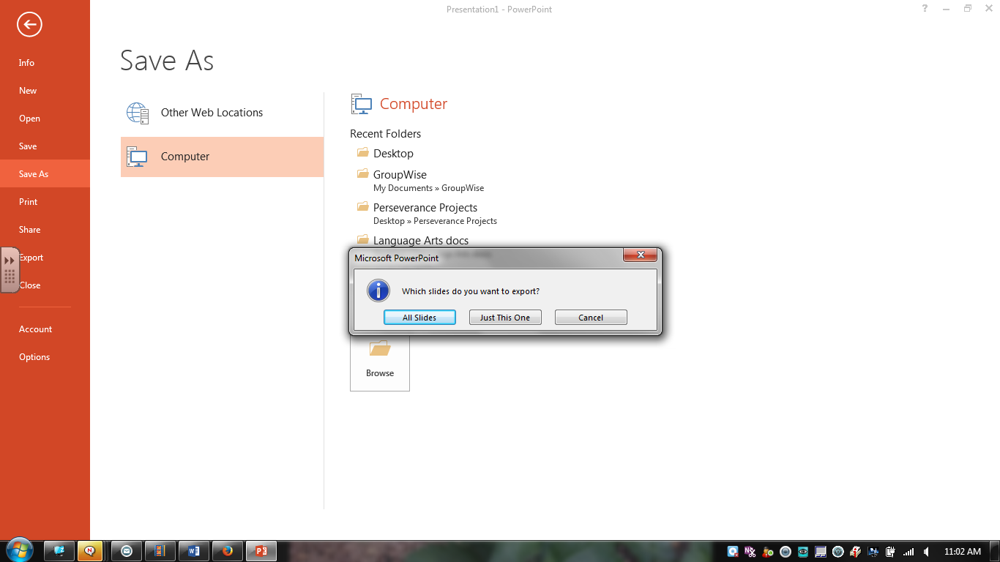 Presentation1 - PowerPoint
?
Save As
Info
New
Open
Save
Save As
Print
Share
Export
Close
Account
Options
Other Web Locations
Computer
Computer
Recent Folders
Desktop
GroupWise
My Documents » GroupWise
Perseverance Projects
Desktop » Perseverance Projects
Language Arts docs
Microsoft PowerPoint
Which slides do you want to export?
All Slides
Just This One
Cancel
Browse
11:02 AM